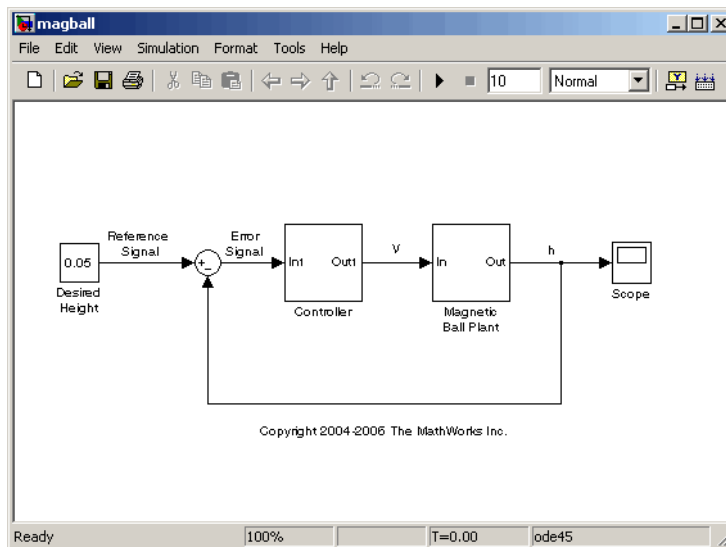 magball
File Edit View Simulation Format Tools Help
10 Normal
Reference
Signal
Error
Signal
0.05
+
−
In1 Out1
V
In Out
h
Desired
Height
Controller
Magnetic
Ball Plant
Scope
Copyright 2004-2006 The MathWorks Inc.
Ready 100% T=0.00 ode45